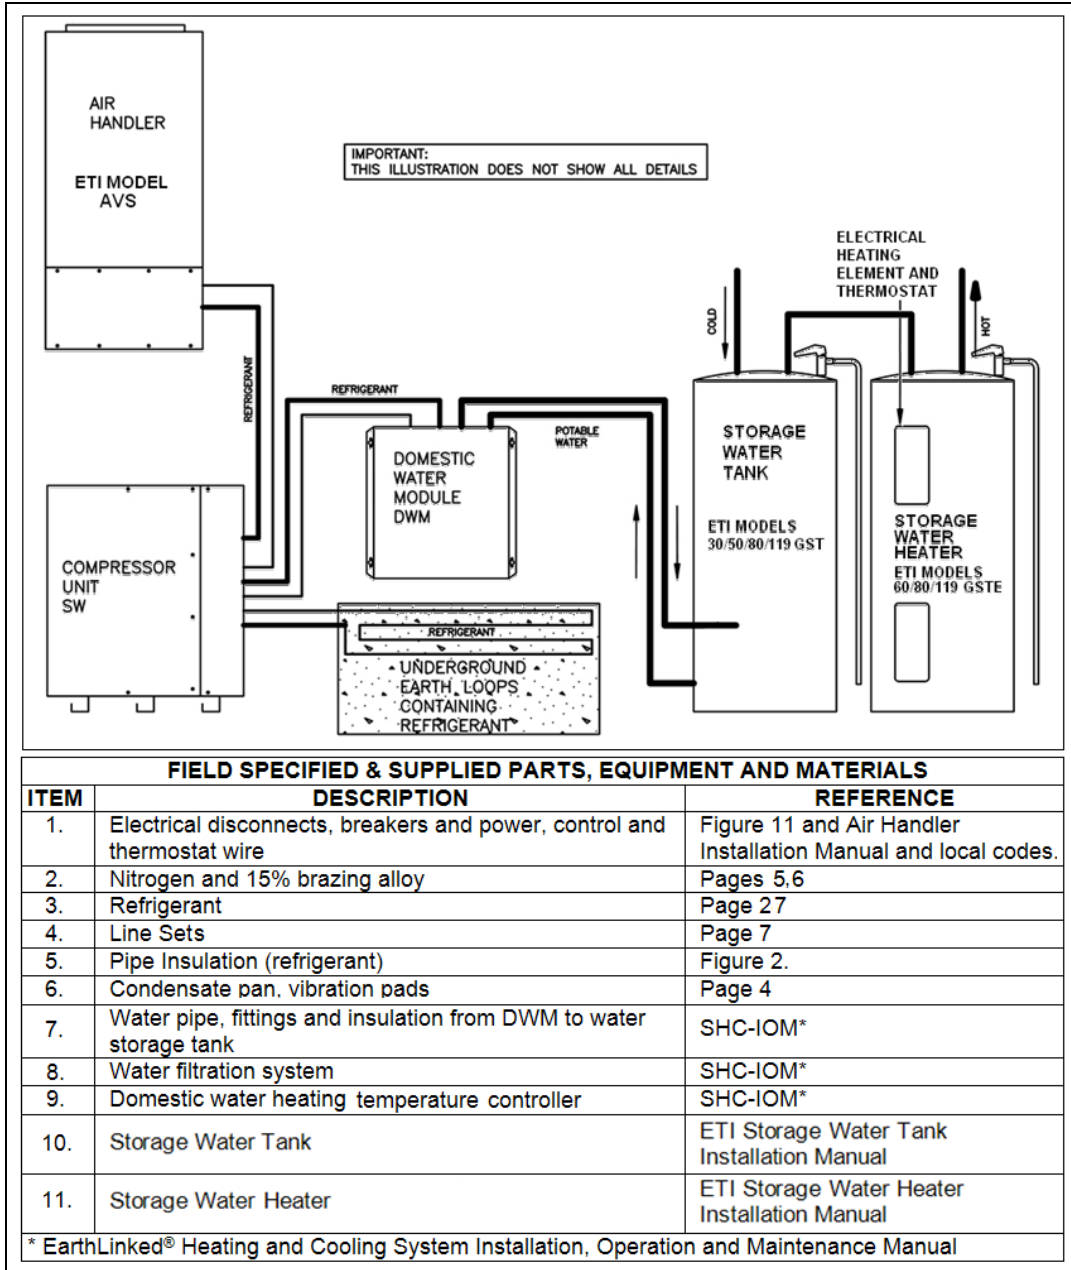 AIR
HANDLER
ETI MODEL
AVS
IMPORTANT:
THIS ILLUSTRATION DOES NOT SHOW ALL DETAILS
ELECTRICAL
HEATING
ELEMENT AND
THERMOSTAT
COLD
HOT
REFRIGERANT
REFRIGERANT
POTABLE
WATER
DOMESTIC
WATER
MODULE
DWM
STORAGE
WATER
TANK
ETI MODELS
30/50/80/119 GST
STORAGE
WATER
HEATER
ETI MODELS
60/80/119 GSTE
COMPRESSOR
UNIT
SW
REFRIGERANT
UNDERGROUND
EARTH LOOPS
CONTAINING
REFRIGERANT
FIELD SPECIFIED & SUPPLIED PARTS, EQUIPMENT AND MATERIALS
ITEM DESCRIPTION REFERENCE
1. Electrical disconnects, breakers and power, control and thermostat wire Figure 11 and Air Handler Installation Manual and local codes.
2. Nitrogen and 15% brazing alloy Pages 5,6
3. Refrigerant Page 27
4. Line Sets Page 7
5. Pipe Insulation (refrigerant) Figure 2.
6. Condensate pan, vibration pads Page 4
7. Water pipe, fittings and insulation from DWM to water storage tank SHC-IOM*
8. Water filtration system SHC-IOM*
9. Domestic water heating temperature controller SHC-IOM*
10. Storage Water Tank ETI Storage Water Tank Installation Manual
11. Storage Water Heater ETI Storage Water Heater Installation Manual
* EarthLinked® Heating and Cooling System Installation, Operation and Maintenance Manual